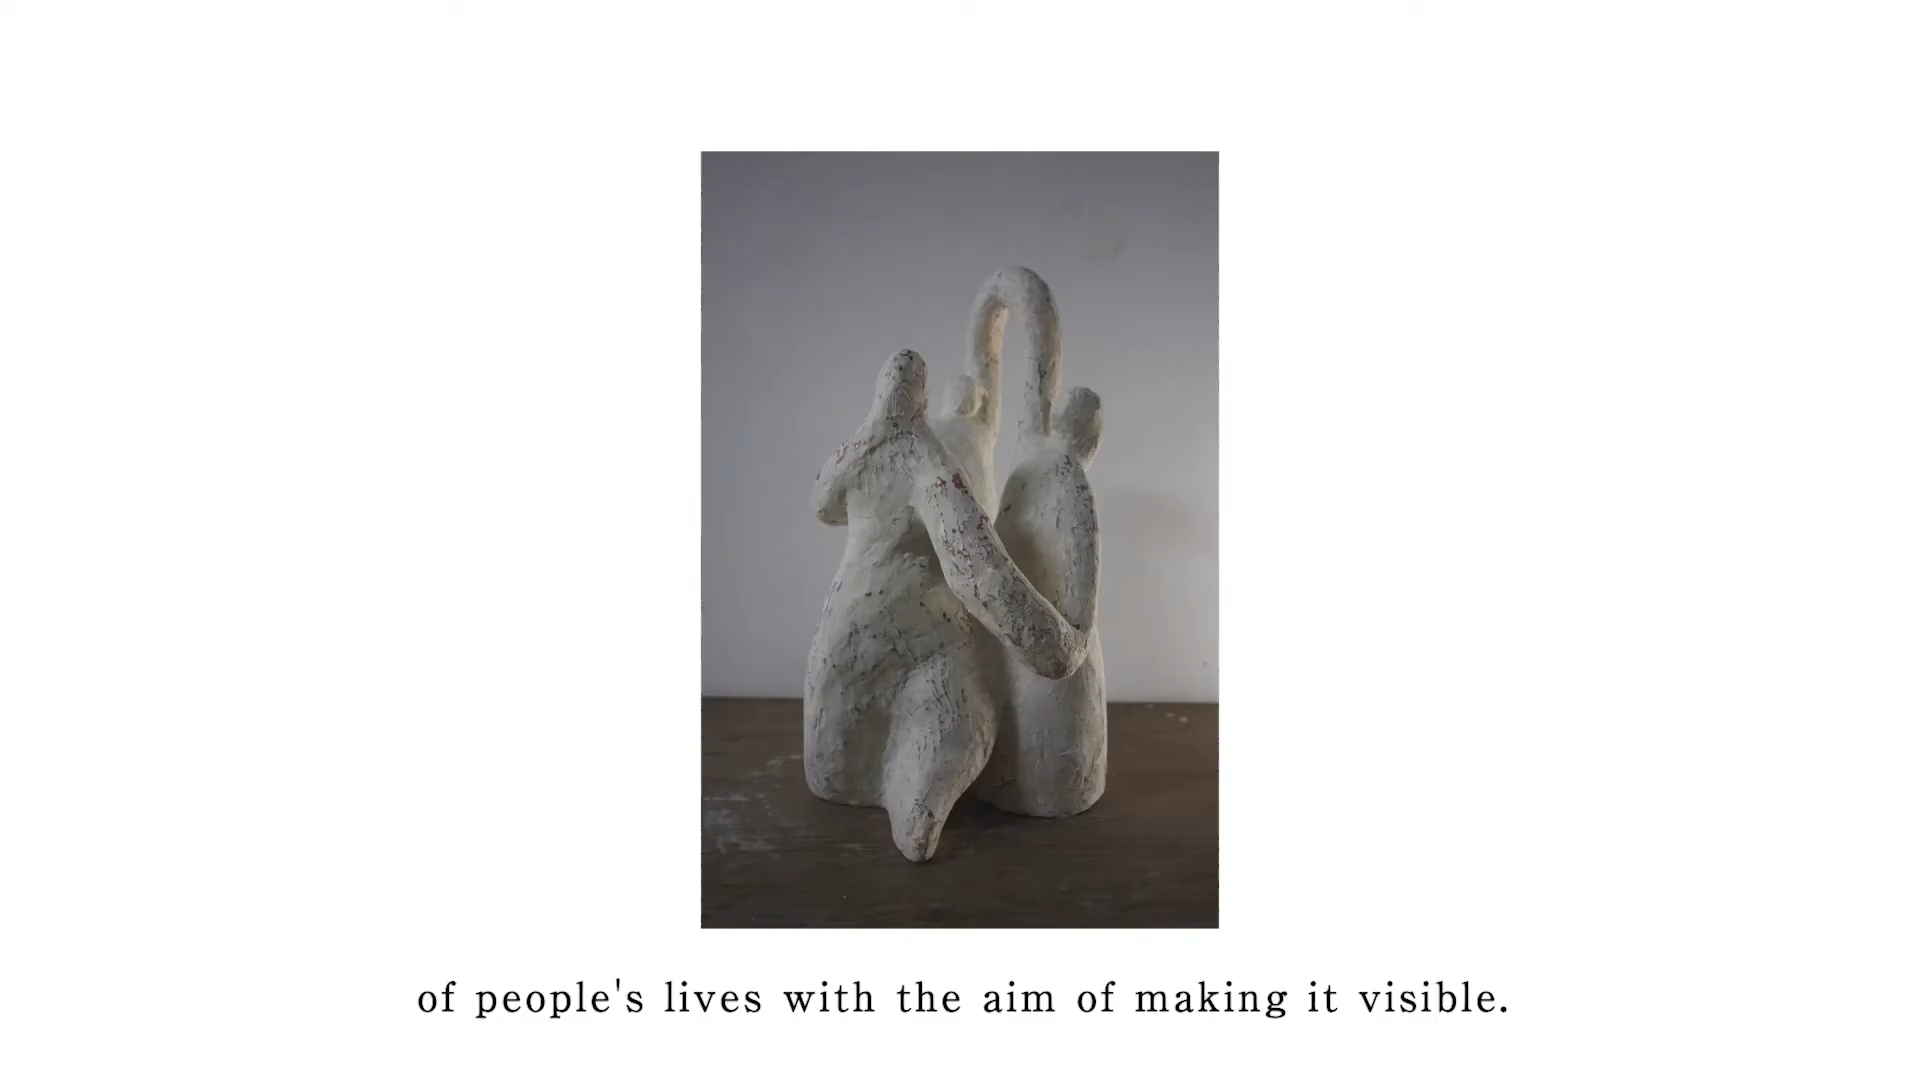 of people's lives with the aim of making it visible.